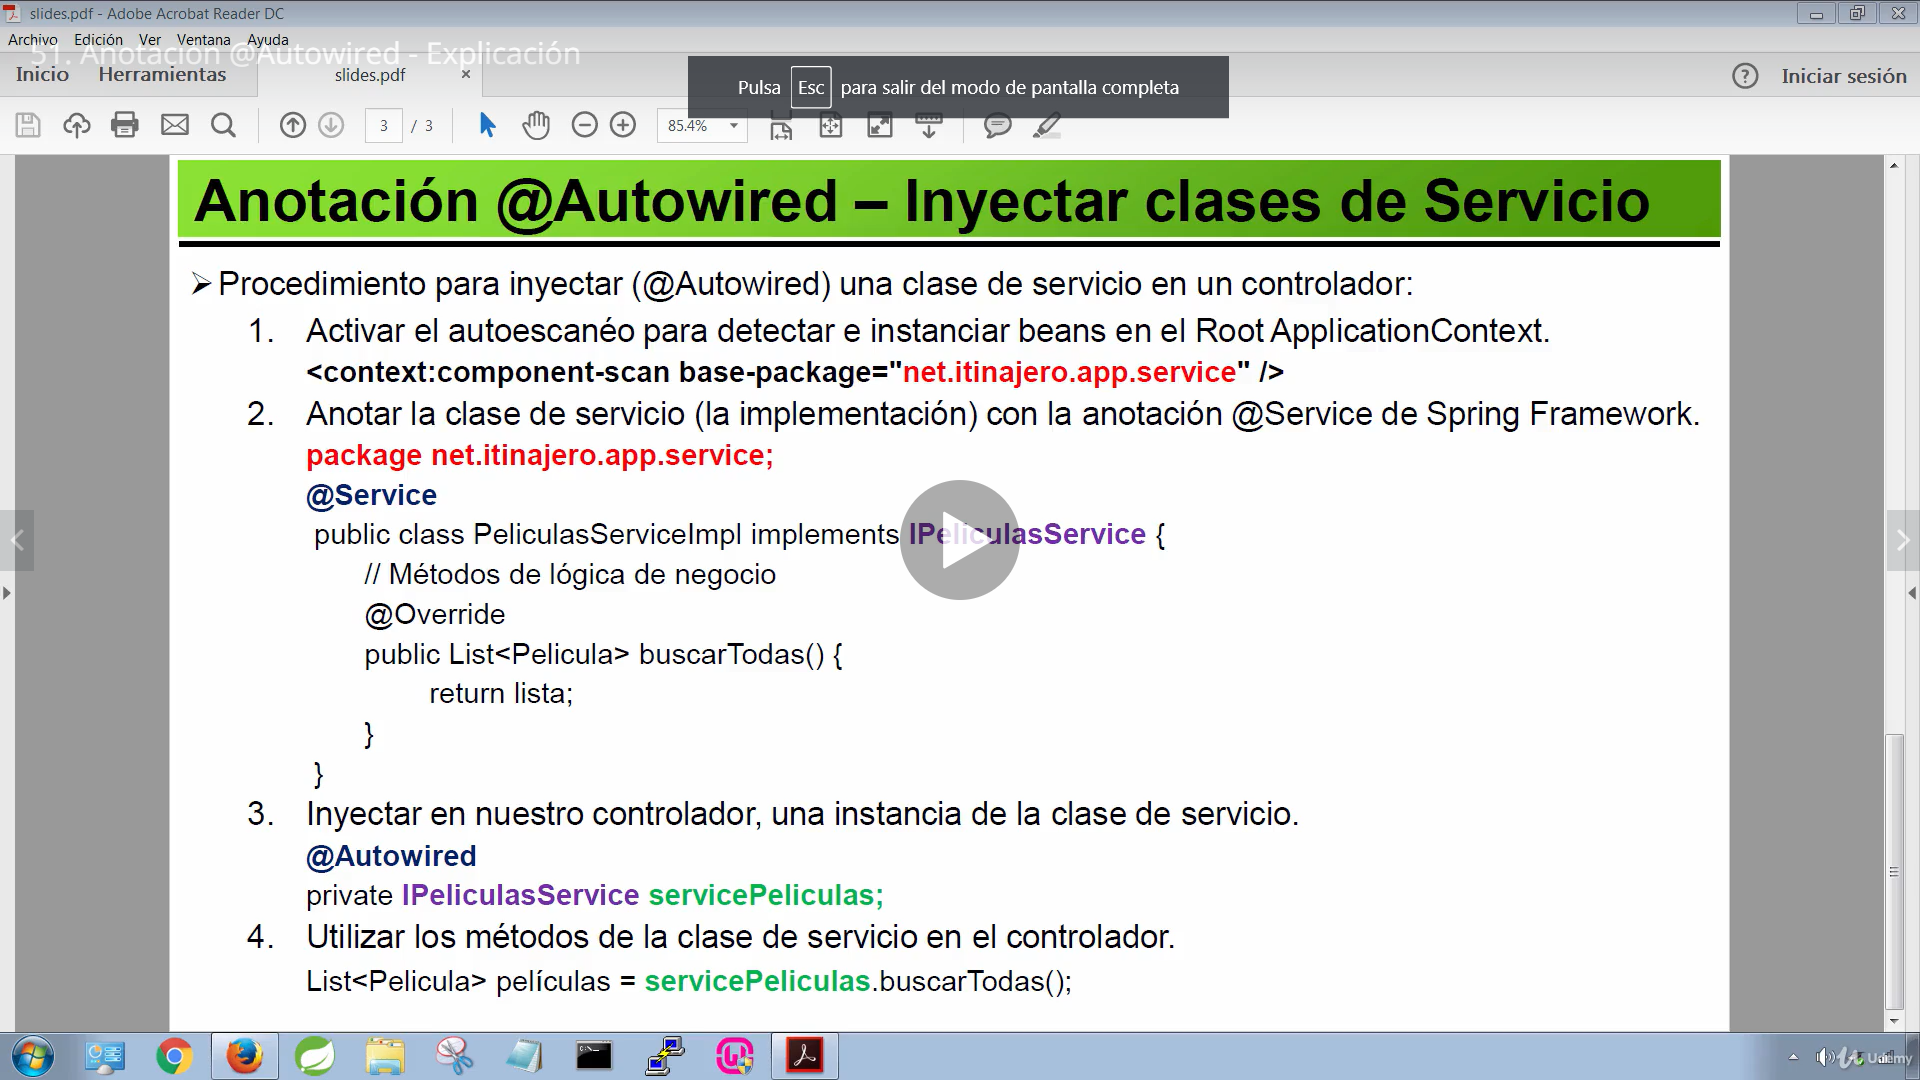 slides.pdf - Adobe Acrobat Reader DC
Archivo Edición Ver Ventana Ayuda
51. Anotación @Autowired - Explicación
Inicio Herramientas slides.pdf × Iniciar sesión
Pulsa Esc para salir del modo de pantalla completa
3 / 3 85.4%
Anotación @Autowired – Inyectar clases de Servicio
➢ Procedimiento para inyectar (@Autowired) una clase de servicio en un controlador:
1. Activar el autoescanéo para detectar e instanciar beans en el Root ApplicationContext.
<context:component-scan base-package="net.itinajero.app.service" />
2. Anotar la clase de servicio (la implementación) con la anotación @Service de Spring Framework.
package net.itinajero.app.service;
@Service
public class PeliculasServiceImpl implements IPeliculasService {
// Métodos de lógica de negocio
@Override
public List<Pelicula> buscarTodas() {
return lista;
}
}
3. Inyectar en nuestro controlador, una instancia de la clase de servicio.
@Autowired
private IPeliculasService servicePeliculas;
4. Utilizar los métodos de la clase de servicio en el controlador.
List<Pelicula> películas = servicePeliculas.buscarTodas();
Udemy